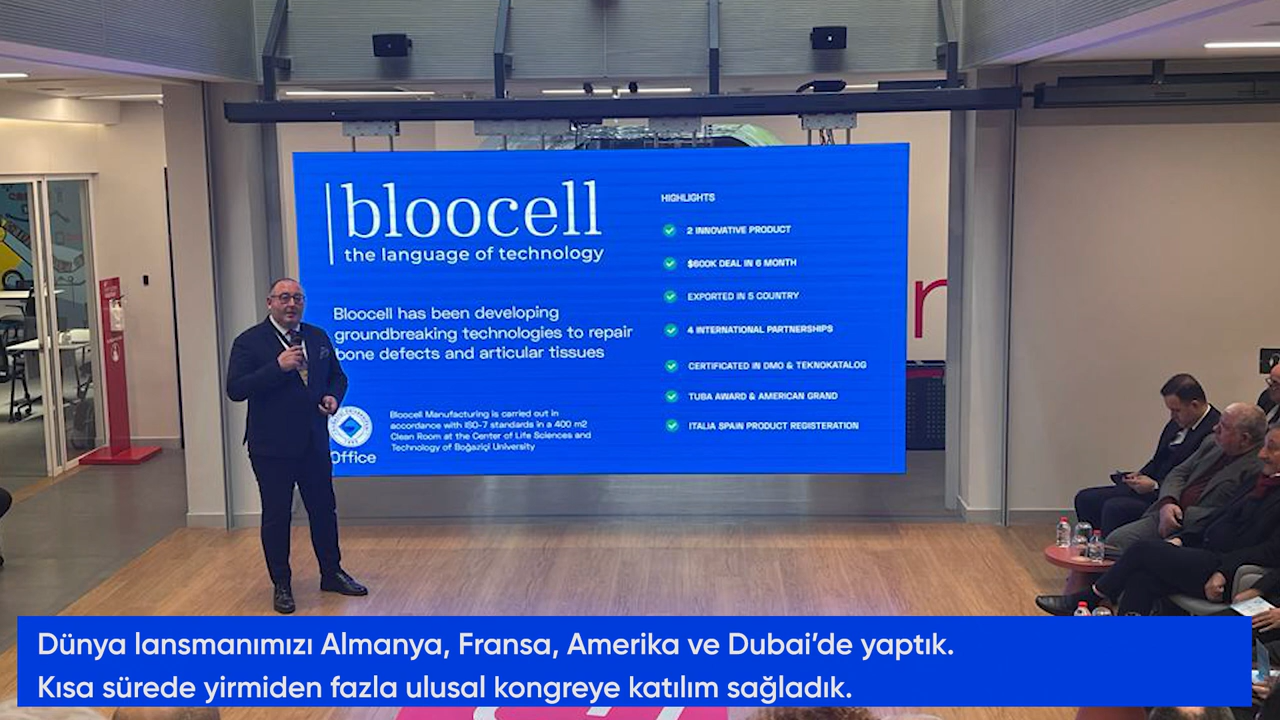 bloocell
the language of technology
Bloocell has been developing
groundbreaking technologies to repair
bone defects and articular tissues
Bloocell Manufacturing is carried out in
accordance with ISO-7 standards in a 400 m2
Clean Room at the Center of Life Sciences and
Technology of Boğaziçi University
Office
HIGHLIGHTS
2 INNOVATIVE PRODUCT
$600K DEAL IN 6 MONTH
EXPORTED IN 5 COUNTRY
4 INTERNATIONAL PARTNERSHIPS
CERTIFICATED IN DMO & TEKNOKATALOG
TUBA AWARD & AMERICAN GRAND
ITALIA SPAIN PRODUCT REGISTERATION
Dünya lansmanımızı Almanya, Fransa, Amerika ve Dubai’de yaptık.
Kısa sürede yirmiden fazla ulusal kongreye katılım sağladık.